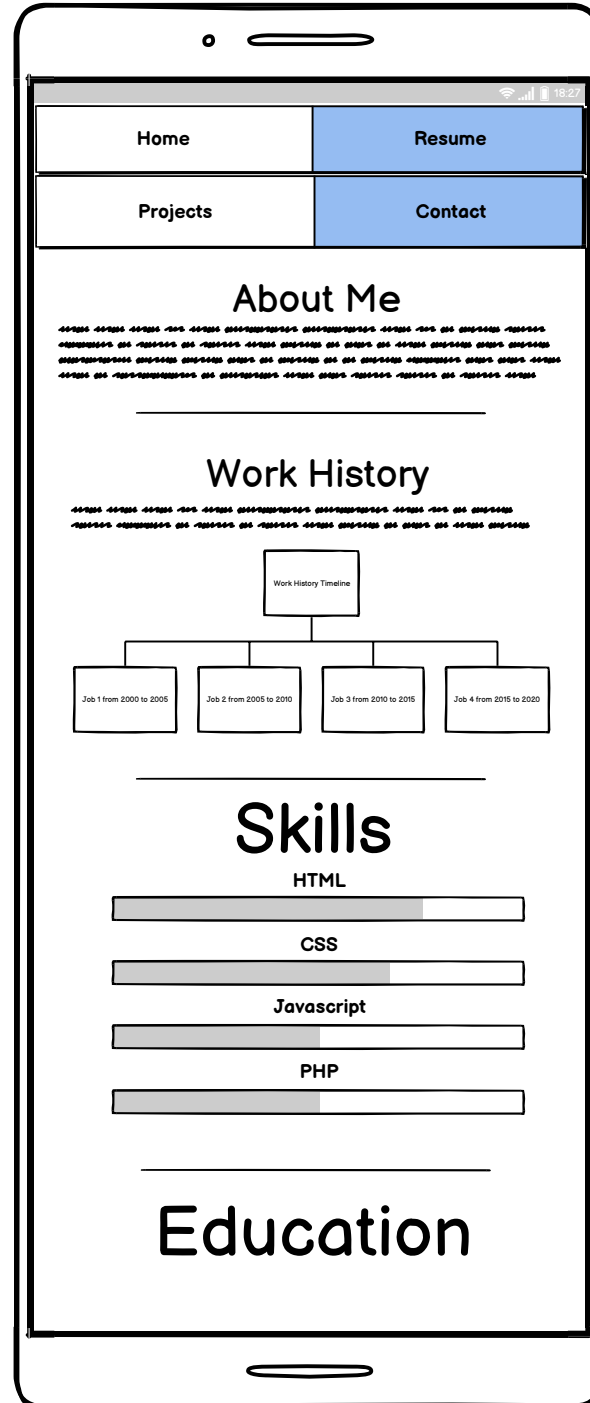 18:27
Home Resume
Projects Contact
About Me
Work History
Work History Timeline
Job 1 from 2000 to 2005 Job 2 from 2005 to 2010 Job 3 from 2010 to 2015 Job 4 from 2015 to 2020
Skills
HTML
CSS
Javascript
PHP
Education